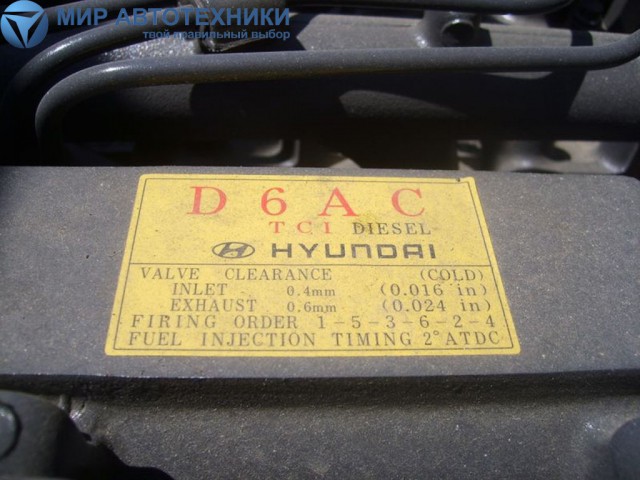 МИР АВТОТЕХНИКИ
твой правильный выбор
D6AC
TCI DIESEL
HYUNDAI
VALVE CLEARANCE (COLD)
INLET 0.4mm (0.016 in)
EXHAUST 0.6mm (0.024 in)
FIRING ORDER 1-5-3-6-2-4
FUEL INJECTION TIMING 2° ATDC